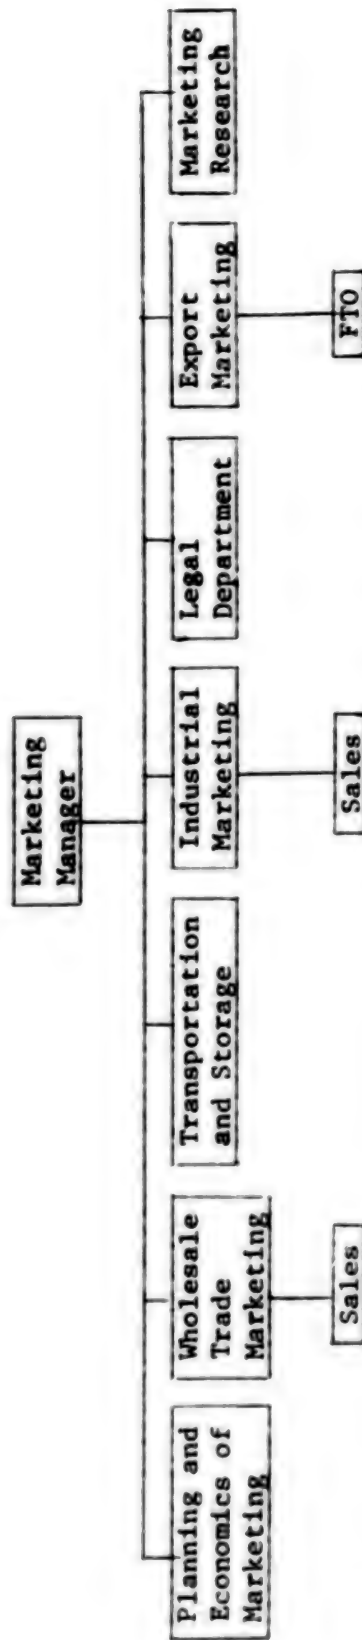 Marketing
Manager
Planning and
Economics of
Marketing
Wholesale
Trade
Marketing
Transportation
and Storage
Industrial
Marketing
Legal
Department
Export
Marketing
Marketing
Research
Sales
Sales
FTO